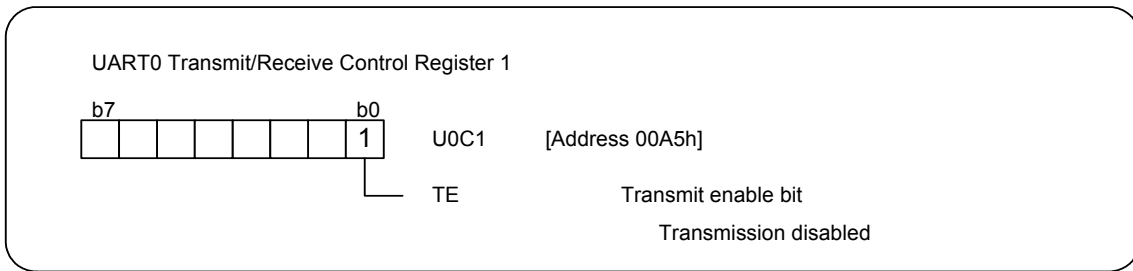 UART0 Transmit/Receive Control Register 1
b7 b0
1 U0C1 [Address 00A5h]
TE Transmit enable bit
Transmission disabled